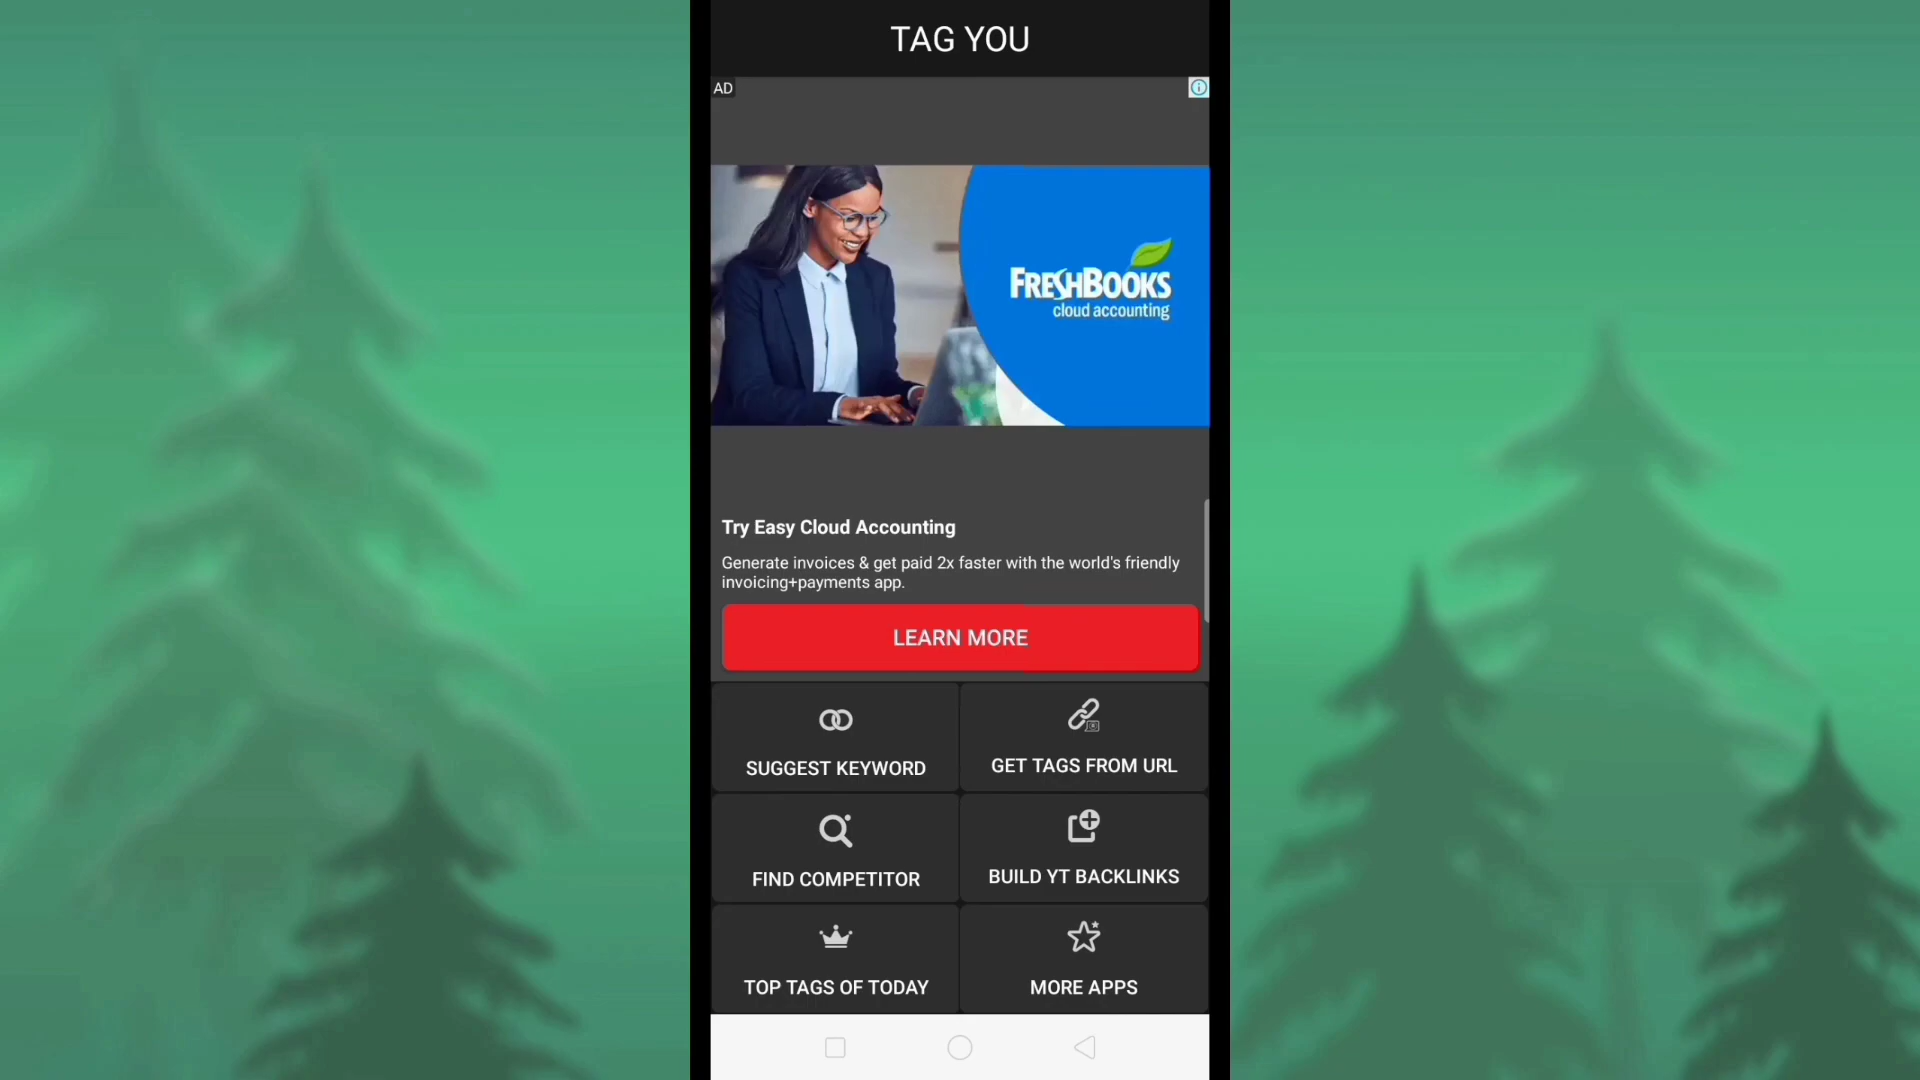 TAG YOU
AD
FRESHBOOKS
cloud accounting
Try Easy Cloud Accounting
Generate invoices & get paid 2x faster with the world's friendly
invoicing+payments app.
LEARN MORE
SUGGEST KEYWORD
GET TAGS FROM URL
FIND COMPETITOR
BUILD YT BACKLINKS
TOP TAGS OF TODAY
MORE APPS